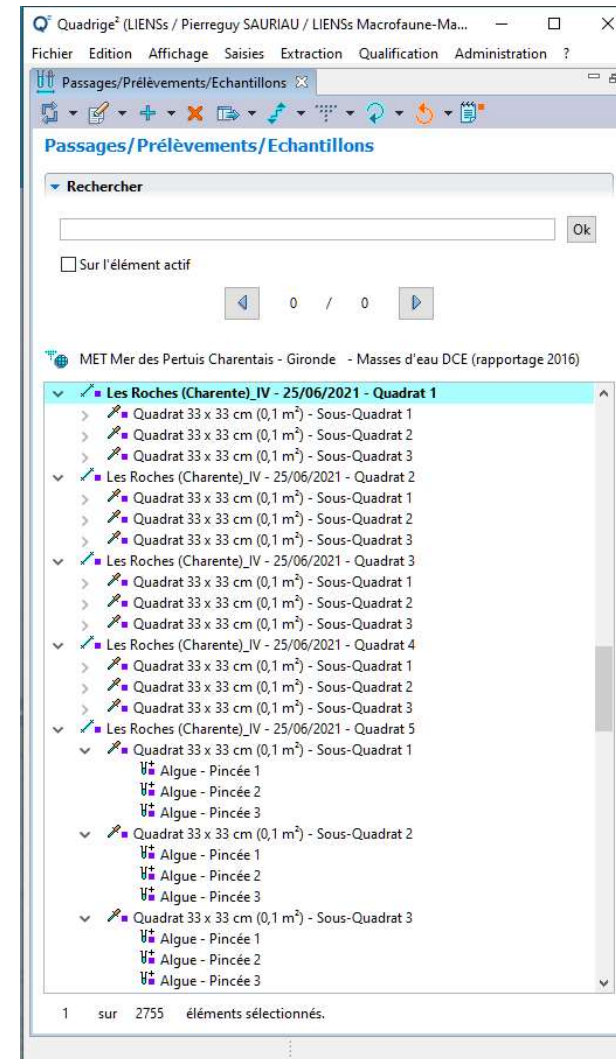 Quadrige² (LIENSs / Pierreguy SAURIAU / LIENSs Macrofaune-Ma...
Fichier Edition Affichage Saisies Extraction Qualification Administration ?
Passages/Prélèvements/Echantillons
Passages/Prélèvements/Echantillons
Rechercher
Ok
Sur l'élément actif
0 / 0
MET Mer des Pertuis Charentais - Gironde - Masses d'eau DCE (rapportage 2016)
Les Roches (Charente)_IV - 25/06/2021 - Quadrat 1
Quadrat 33 x 33 cm (0,1 m²) - Sous-Quadrat 1
Quadrat 33 x 33 cm (0,1 m²) - Sous-Quadrat 2
Quadrat 33 x 33 cm (0,1 m²) - Sous-Quadrat 3
Les Roches (Charente)_IV - 25/06/2021 - Quadrat 2
Quadrat 33 x 33 cm (0,1 m²) - Sous-Quadrat 1
Quadrat 33 x 33 cm (0,1 m²) - Sous-Quadrat 2
Quadrat 33 x 33 cm (0,1 m²) - Sous-Quadrat 3
Les Roches (Charente)_IV - 25/06/2021 - Quadrat 3
Quadrat 33 x 33 cm (0,1 m²) - Sous-Quadrat 1
Quadrat 33 x 33 cm (0,1 m²) - Sous-Quadrat 2
Quadrat 33 x 33 cm (0,1 m²) - Sous-Quadrat 3
Les Roches (Charente)_IV - 25/06/2021 - Quadrat 4
Quadrat 33 x 33 cm (0,1 m²) - Sous-Quadrat 1
Quadrat 33 x 33 cm (0,1 m²) - Sous-Quadrat 2
Quadrat 33 x 33 cm (0,1 m²) - Sous-Quadrat 3
Les Roches (Charente)_IV - 25/06/2021 - Quadrat 5
Quadrat 33 x 33 cm (0,1 m²) - Sous-Quadrat 1
Algue - Pincée 1
Algue - Pincée 2
Algue - Pincée 3
Quadrat 33 x 33 cm (0,1 m²) - Sous-Quadrat 2
Algue - Pincée 1
Algue - Pincée 2
Algue - Pincée 3
Quadrat 33 x 33 cm (0,1 m²) - Sous-Quadrat 3
Algue - Pincée 1
Algue - Pincée 2
Algue - Pincée 3
1 sur 2755 éléments sélectionnés.